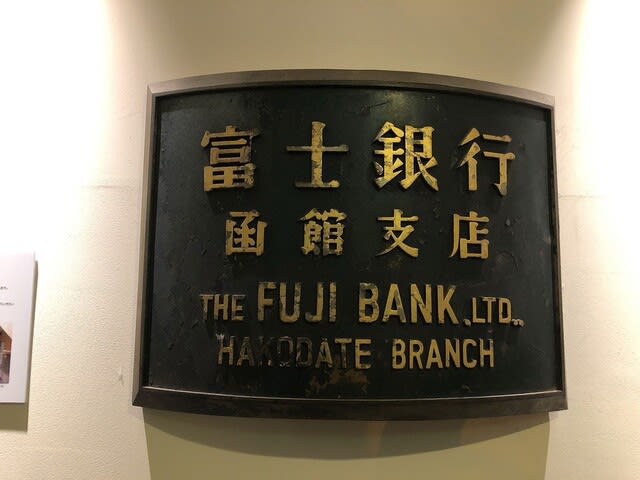 富士銀行
函館支店
THE FUJI BANK, LTD.,
HAKODATE BRANCH